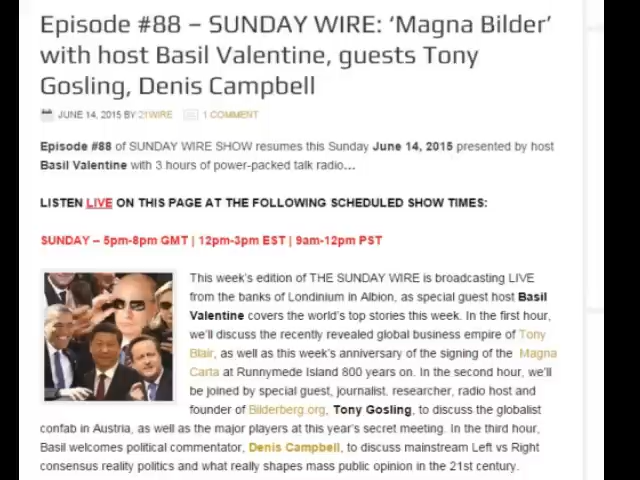 Episode #88 – SUNDAY WIRE: ‘Magna Bilder’
with host Basil Valentine, guests Tony
Gosling, Denis Campbell
JUNE 14, 2015 BY 21WIRE 1 COMMENT
Episode #88 of SUNDAY WIRE SHOW resumes this Sunday June 14, 2015 presented by host
Basil Valentine with 3 hours of power-packed talk radio…
LISTEN LIVE ON THIS PAGE AT THE FOLLOWING SCHEDULED SHOW TIMES:
SUNDAY – 5pm-8pm GMT | 12pm-3pm EST | 9am-12pm PST
This week’s edition of THE SUNDAY WIRE is broadcasting LIVE
from the banks of Londinium in Albion, as special guest host Basil
Valentine covers the world’s top stories this week. In the first hour,
we’ll discuss the recently revealed global business empire of Tony
Blair, as well as this week’s anniversary of the signing of the Magna
Carta at Runnymede Island 800 years on. In the second hour, we’ll
be joined by special guest, journalist, researcher, radio host and
founder of Bilderberg.org, Tony Gosling, to discuss the globalist
confab in Austria, as well as the major players at this year’s secret meeting. In the third hour,
Basil welcomes political commentator, Denis Campbell, to discuss mainstream Left vs Right
consensus reality politics and what really shapes mass public opinion in the 21st century.